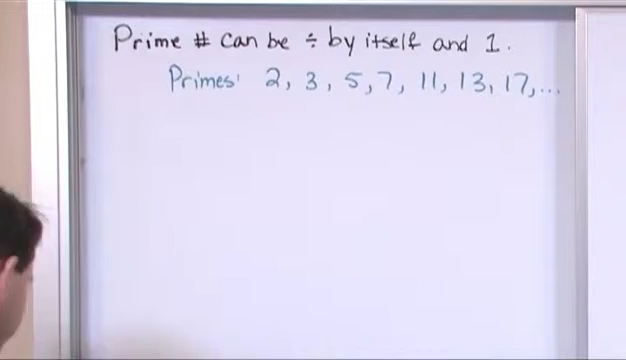 Prime # can be ÷ by itself and 1.
Primes: 2, 3, 5, 7, 11, 13, 17, ...